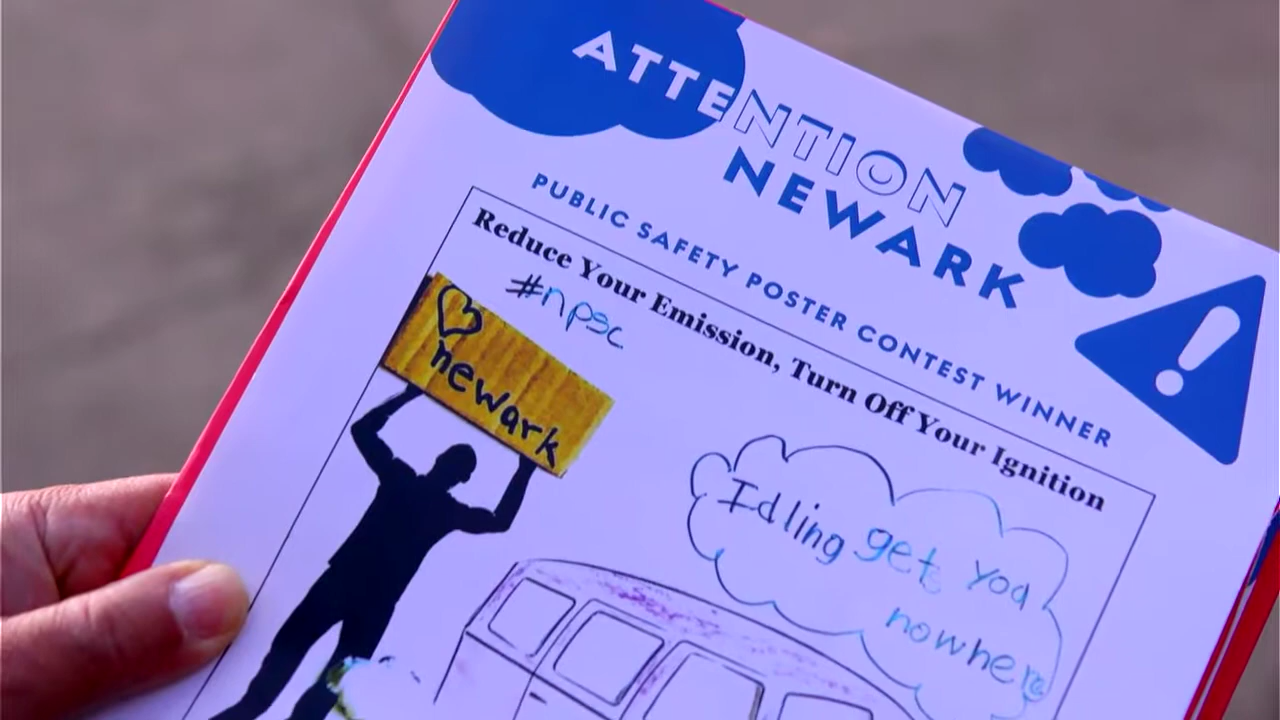 ATTENTION
NEWARK
PUBLIC SAFETY POSTER CONTEST WINNER
Reduce Your Emission, Turn Off Your Ignition
#npsc
newark
Idling gets you
nowhere